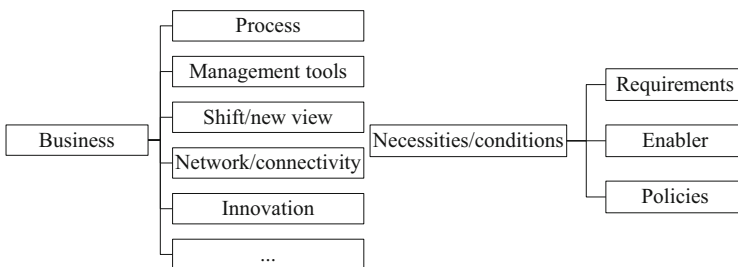 Business
Process
Management tools
Shift/new view
Network/connectivity
Innovation
...
Necessities/conditions
Requirements
Enabler
Policies